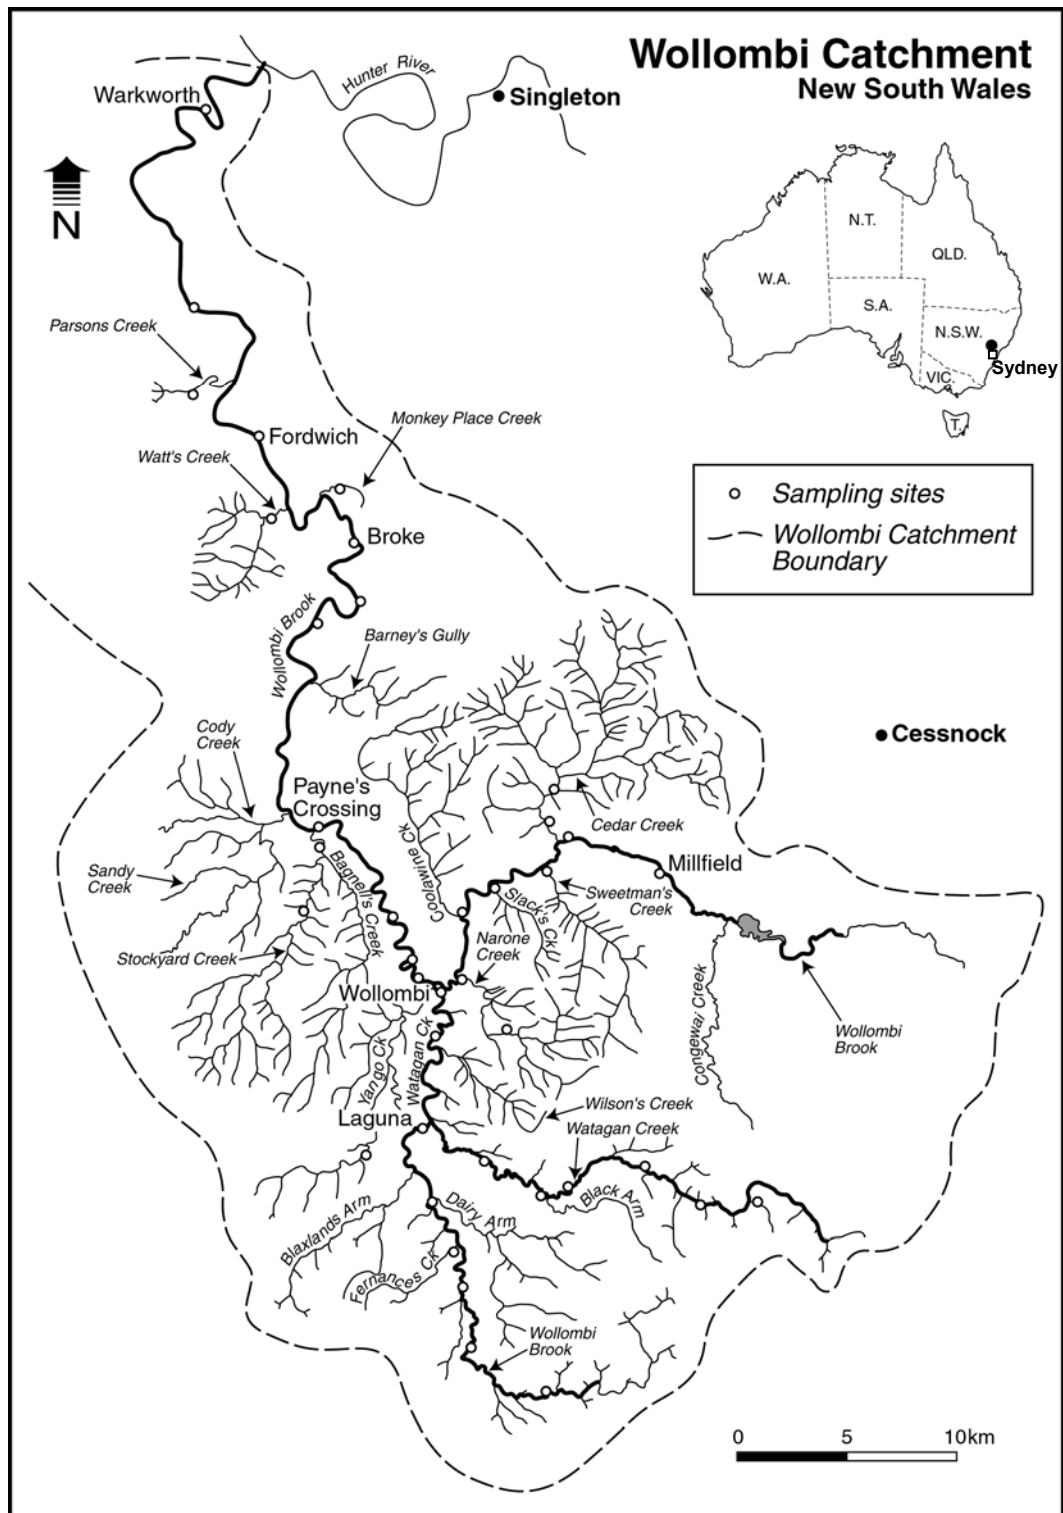 Wollombi Catchment
New South Wales
Hunter River
Singleton
Warkworth
N
N.T.
QLD.
W.A.
S.A.
N.S.W.
Sydney
VIC.
T.
Parsons Creek
Monkey Place Creek
Fordwich
Watt's Creek
Sampling sites
Wollombi Catchment
Boundary
Broke
Wollombi Brook
Barney's Gully
Cody
Creek
Cessnock
Payne's
Crossing
Cedar Creek
Coolawine Ck
Bagnell's Creek
Millfield
Sandy
Creek
Sweetman's
Creek
Slack's Ck
Narone
Creek
Stockyard Creek
Wollombi
Congewai Creek
Wollombi
Brook
Watagan Ck
Yango Ck
Wilson's Creek
Laguna
Watagan Creek
Black Arm
Blaxlands Arm
Dairy Arm
Fernances Ck
Wollombi
Brook
0 5 10km